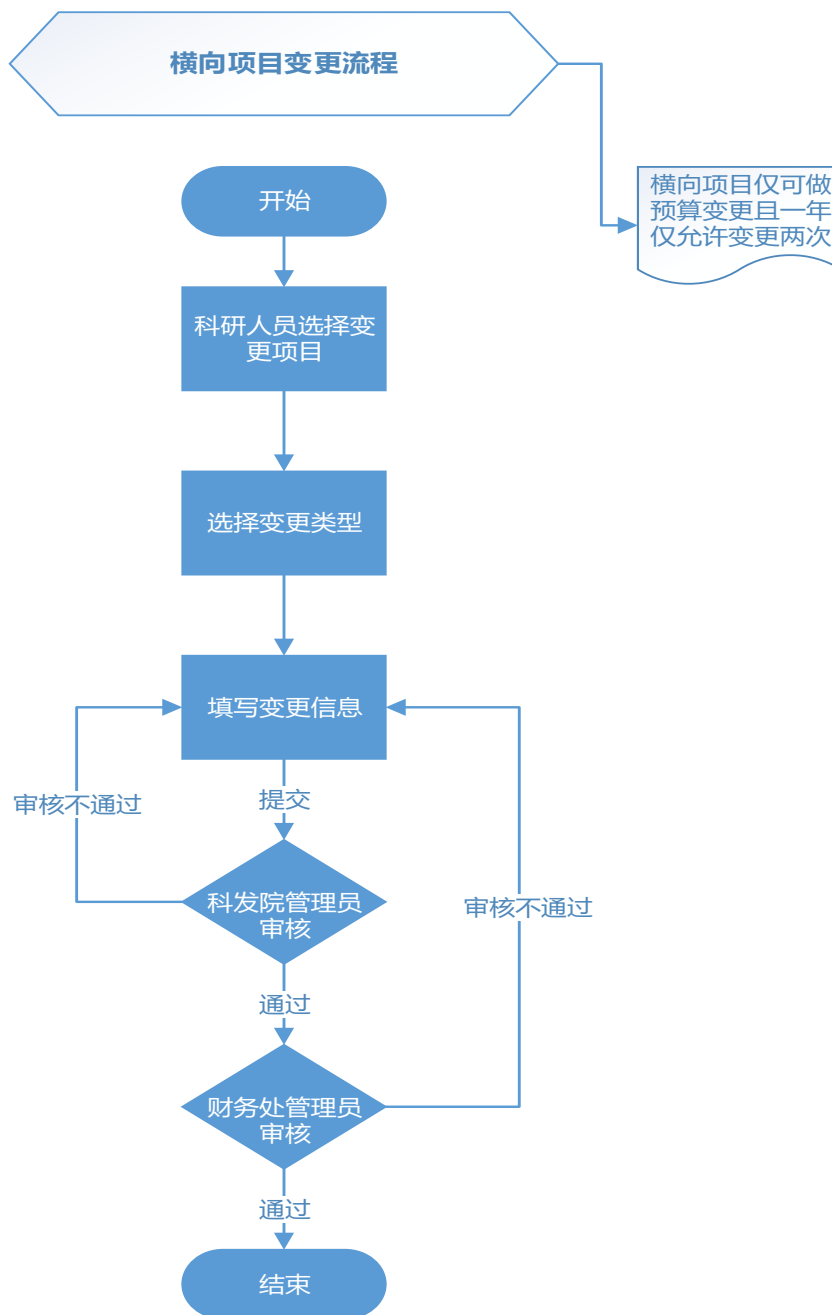 横向项目变更流程
横向项目仅可做
预算变更且一年
仅允许变更两次
开始
科研人员选择变
更项目
选择变更类型
填写变更信息
审核不通过
提交
科发院管理员
审核
审核不通过
通过
财务处管理员
审核
通过
结束